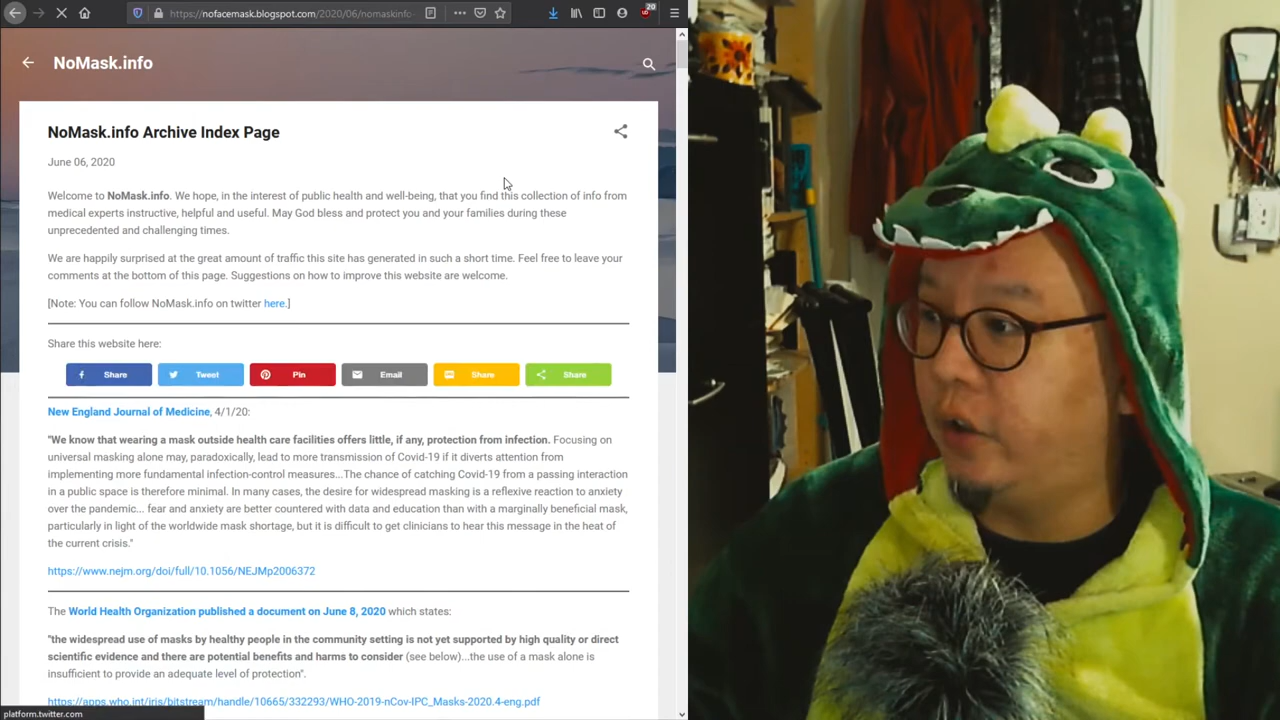 20
https://nofacemask.blogspot.com/2020/06/nomaskinfo-
NoMask.info
NoMask.info Archive Index Page
June 06, 2020
Welcome to NoMask.info. We hope, in the interest of public health and well-being, that you find this collection of info from
medical experts instructive, helpful and useful. May God bless and protect you and your families during these
unprecedented and challenging times.
We are happily surprised at the great amount of traffic this site has generated in such a short time. Feel free to leave your
comments at the bottom of this page. Suggestions on how to improve this website are welcome.
[Note: You can follow NoMask.info on twitter here.]
Share this website here:
Share Tweet Pin Email Share Share
New England Journal of Medicine, 4/1/20:
"We know that wearing a mask outside health care facilities offers little, if any, protection from infection. Focusing on
universal masking alone may, paradoxically, lead to more transmission of Covid-19 if it diverts attention from
implementing more fundamental infection-control measures...The chance of catching Covid-19 from a passing interaction
in a public space is therefore minimal. In many cases, the desire for widespread masking is a reflexive reaction to anxiety
over the pandemic... fear and anxiety are better countered with data and education than with a marginally beneficial mask,
particularly in light of the worldwide mask shortage, but it is difficult to get clinicians to hear this message in the heat of
the current crisis."
https://www.nejm.org/doi/full/10.1056/NEJMp2006372
The World Health Organization published a document on June 8, 2020 which states:
"the widespread use of masks by healthy people in the community setting is not yet supported by high quality or direct
scientific evidence and there are potential benefits and harms to consider (see below)...the use of a mask alone is
insufficient to provide an adequate level of protection".
https://apps.who.int/iris/bitstream/handle/10665/332293/WHO-2019-nCov-IPC_Masks-2020.4-eng.pdf
platform.twitter.com